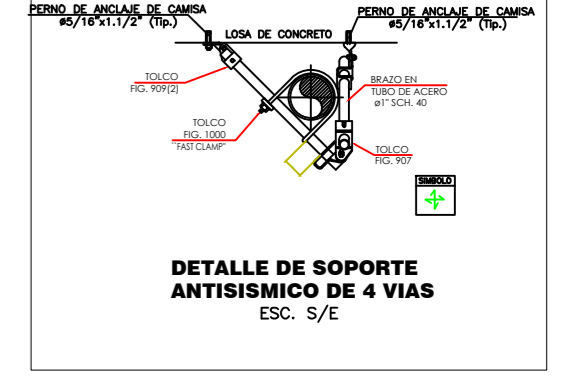 PERNO DE ANCLAJE DE CAMISA
ø5/16"x1.1/2" (Tip.)
PERNO DE ANCLAJE DE CAMISA
ø5/16"x1.1/2" (Tip.)
LOSA DE CONCRETO
TOLCO
FIG. 909(2)
BRAZO EN
TUBO DE ACERO
ø1" SCH. 40
TOLCO
FIG. 1000
"FAST CLAMP"
TOLCO
FIG. 907
SIMBOLO
DETALLE DE SOPORTE
ANTISISMICO DE 4 VIAS
ESC. S/E